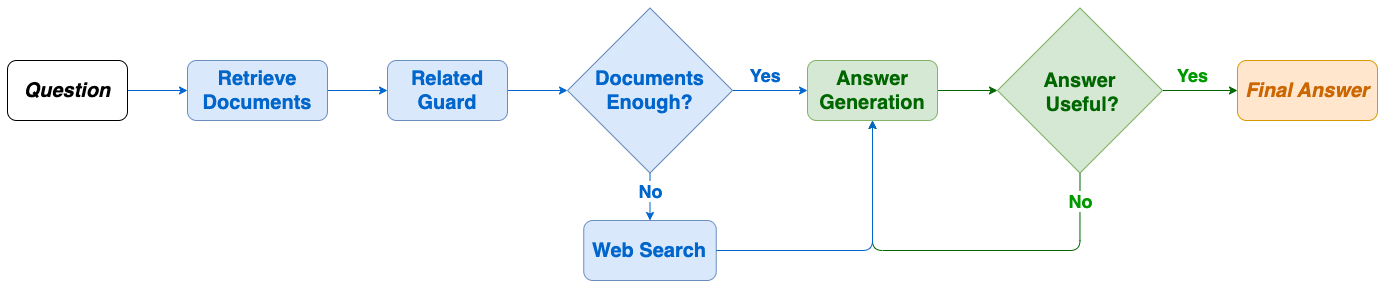 Question
Retrieve
Documents
Related
Guard
Documents
Enough?
Yes
No
Web Search
Answer
Generation
Answer
Useful?
Yes
No
Final Answer